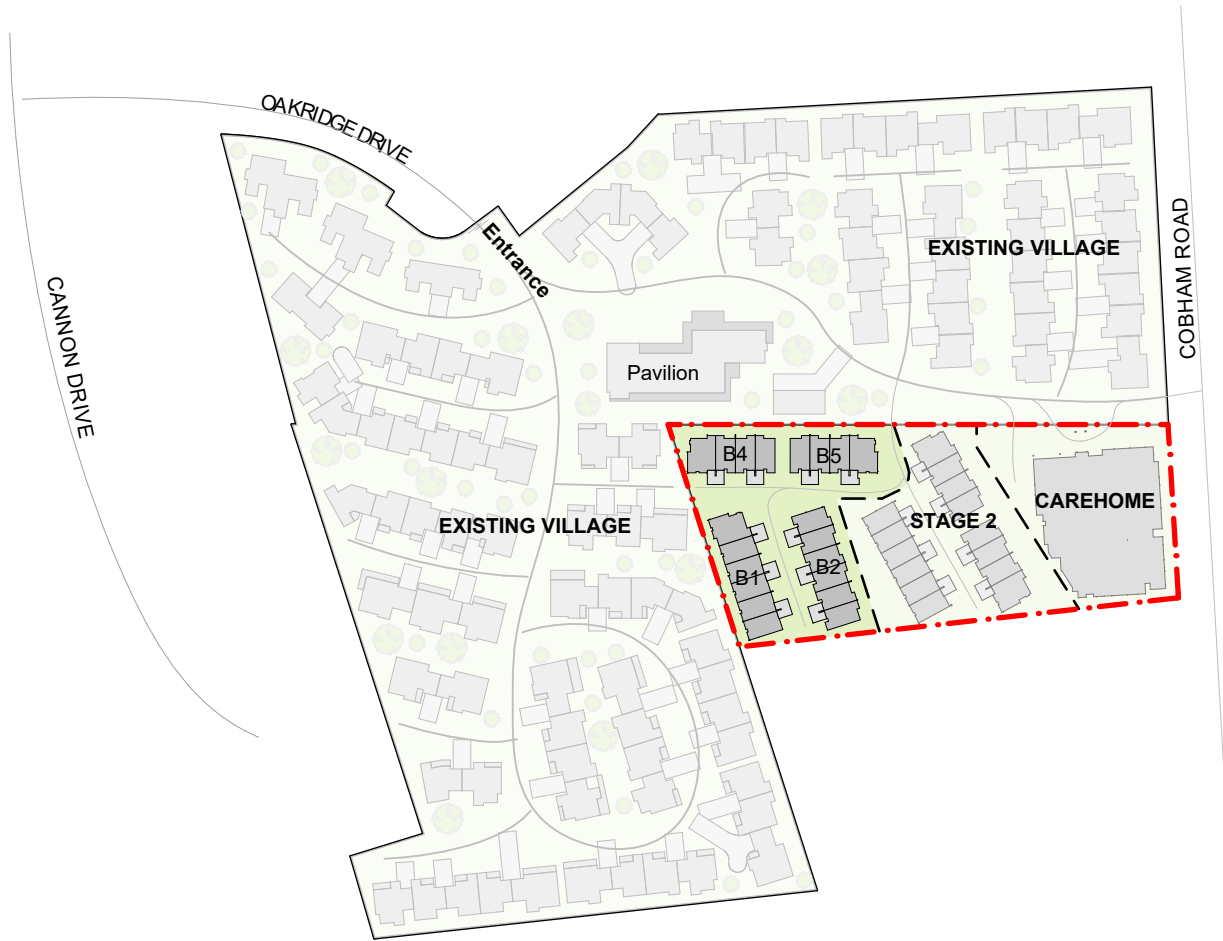 OAKRIDGE DRIVE
Entrance
EXISTING VILLAGE
COBHAM ROAD
CANNON DRIVE
Pavilion
B4
B5
CAREHOME
STAGE 2
EXISTING VILLAGE
B1
B2